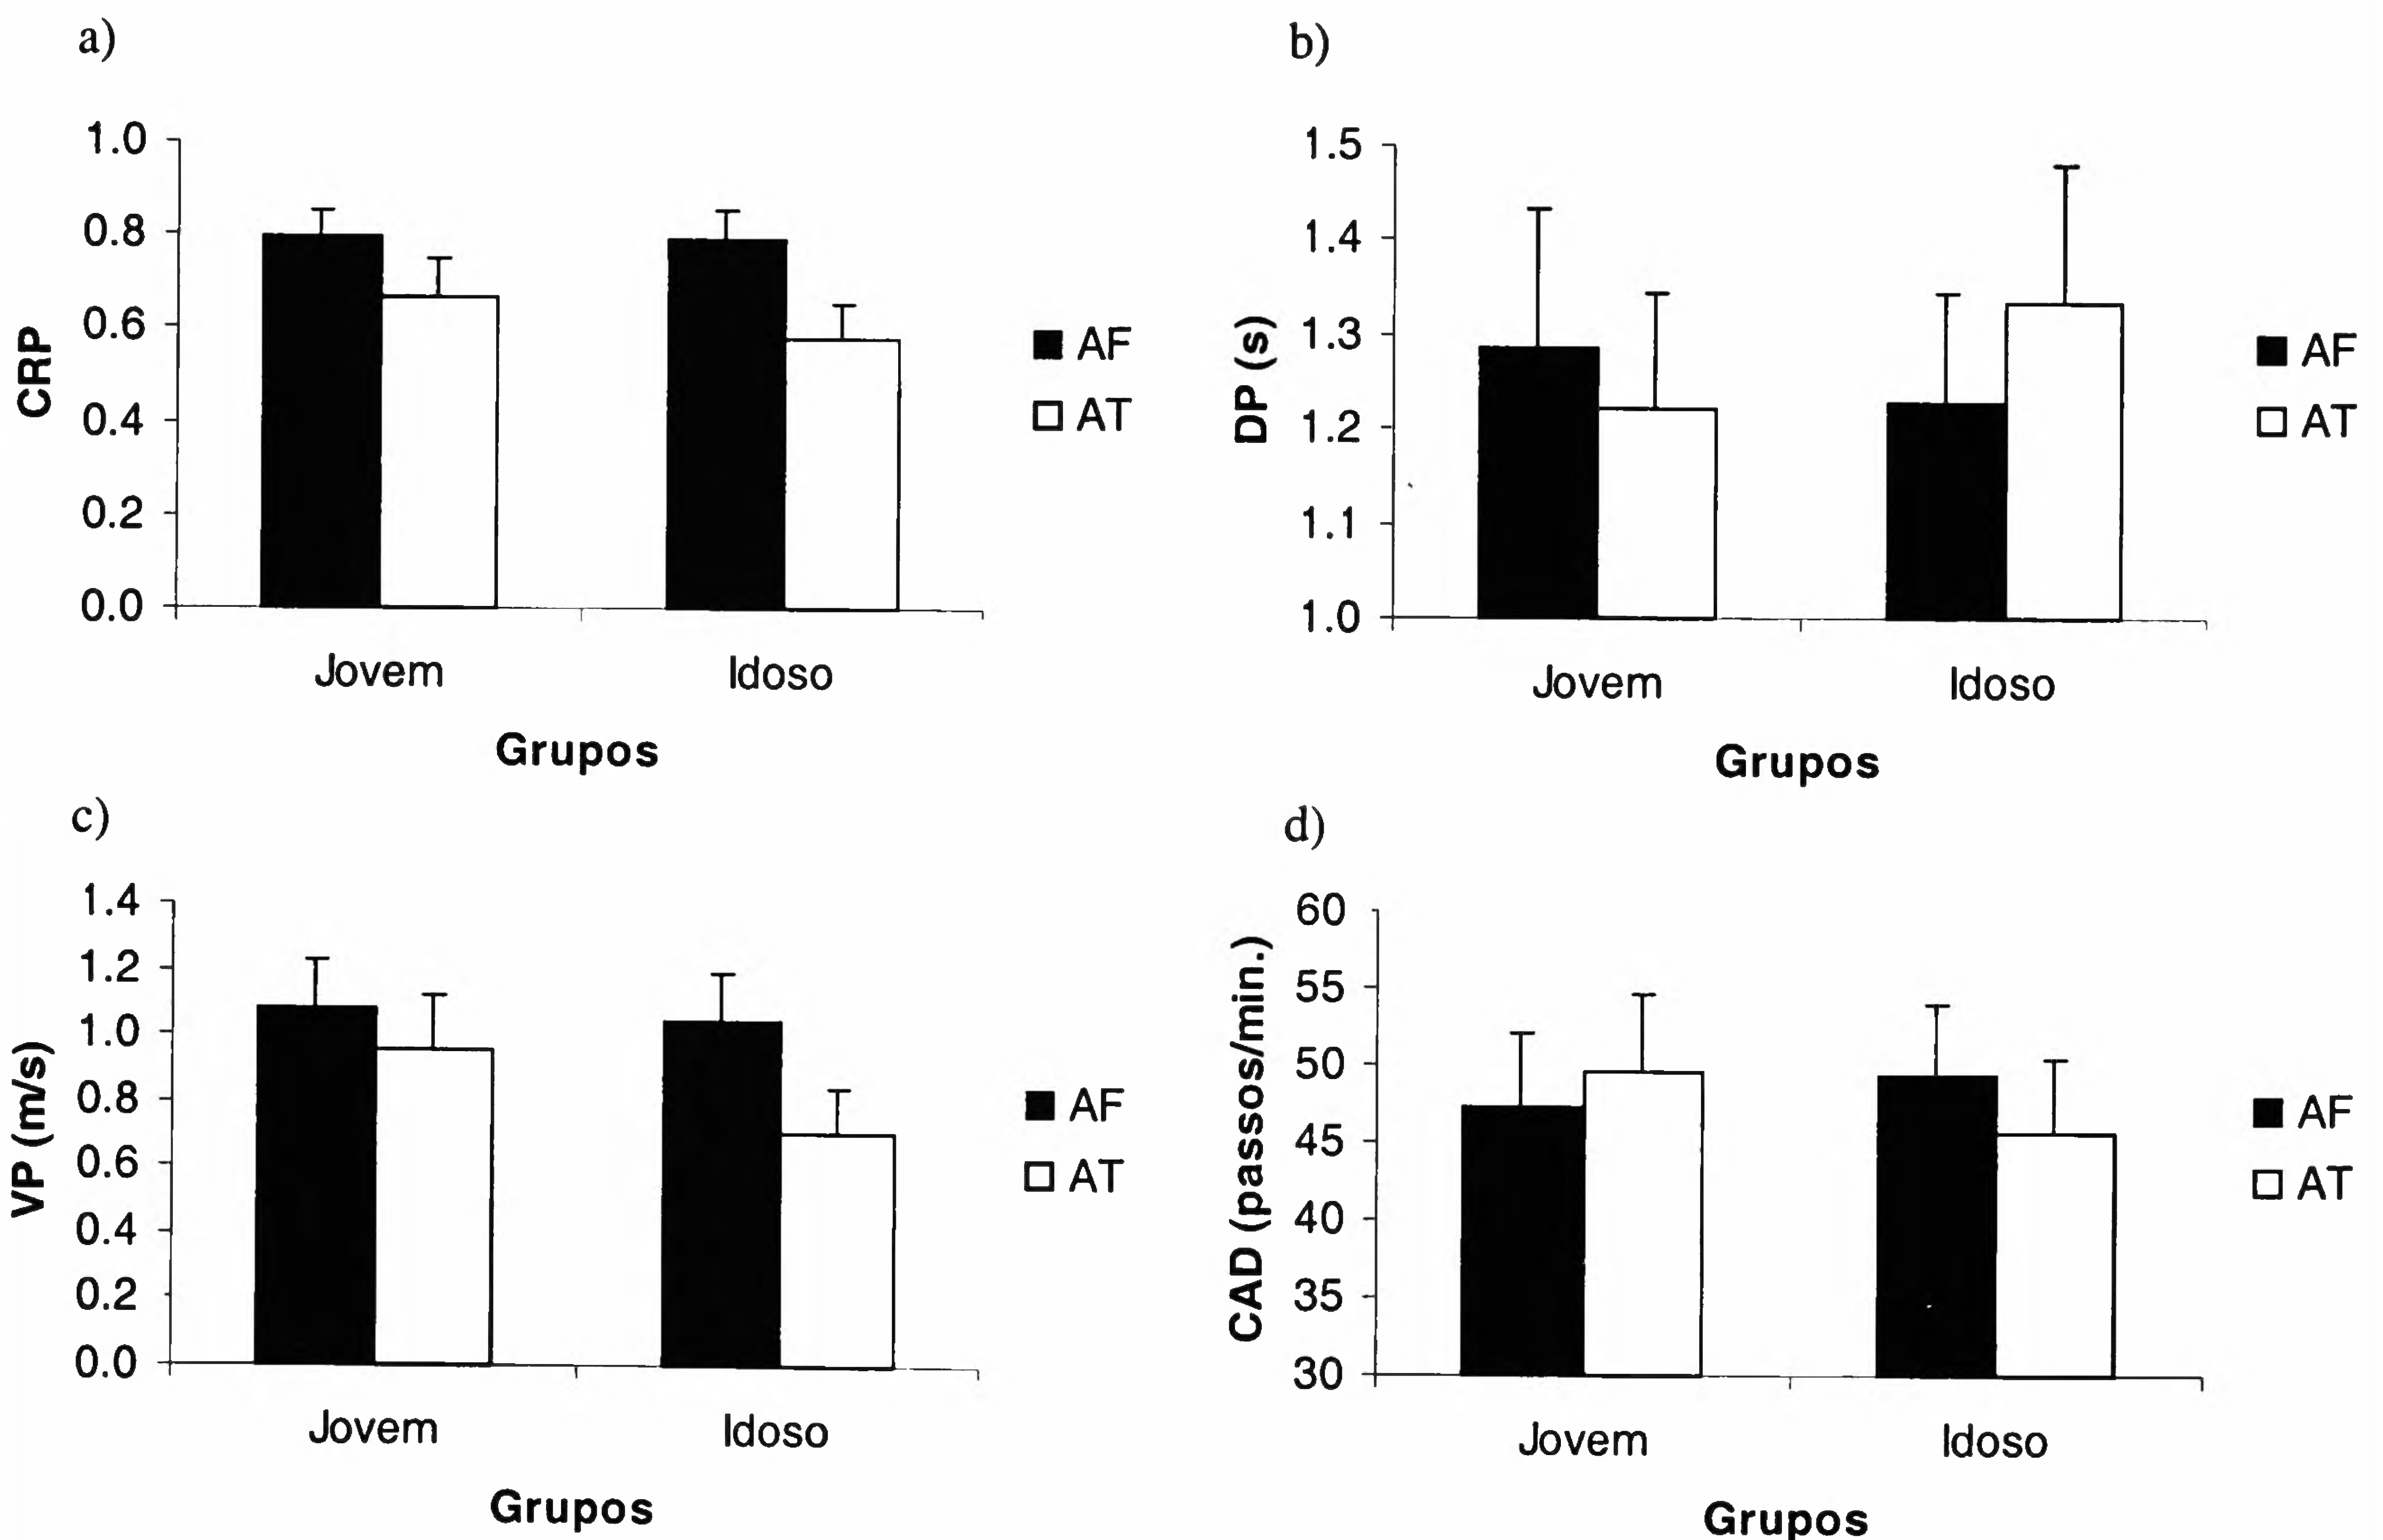 a)
1.0
0.8
0.6
0.4
0.2
0.0
CRP
Jovem
Idoso
Grupos
AF
AT
b)
1.5
1.4
1.3
1.2
1.1
1.0
DP (s)
Jovem
Idoso
Grupos
AF
AT
c)
1.4
1.2
1.0
0.8
0.6
0.4
0.2
0.0
VP (m/s)
Jovem
Idoso
Grupos
AF
AT
d)
60
55
50
45
40
35
30
CAD (passos/min.)
Jovem
Idoso
Grupos
AF
AT